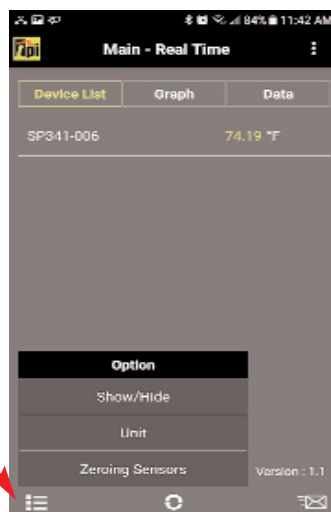 84% 11:42 AM
TPI
Main - Real Time
Device List Graph Data
SP341-006 74.19 °F
Option
Show/Hide
Unit
Zeroing Sensors
Version : 1.1